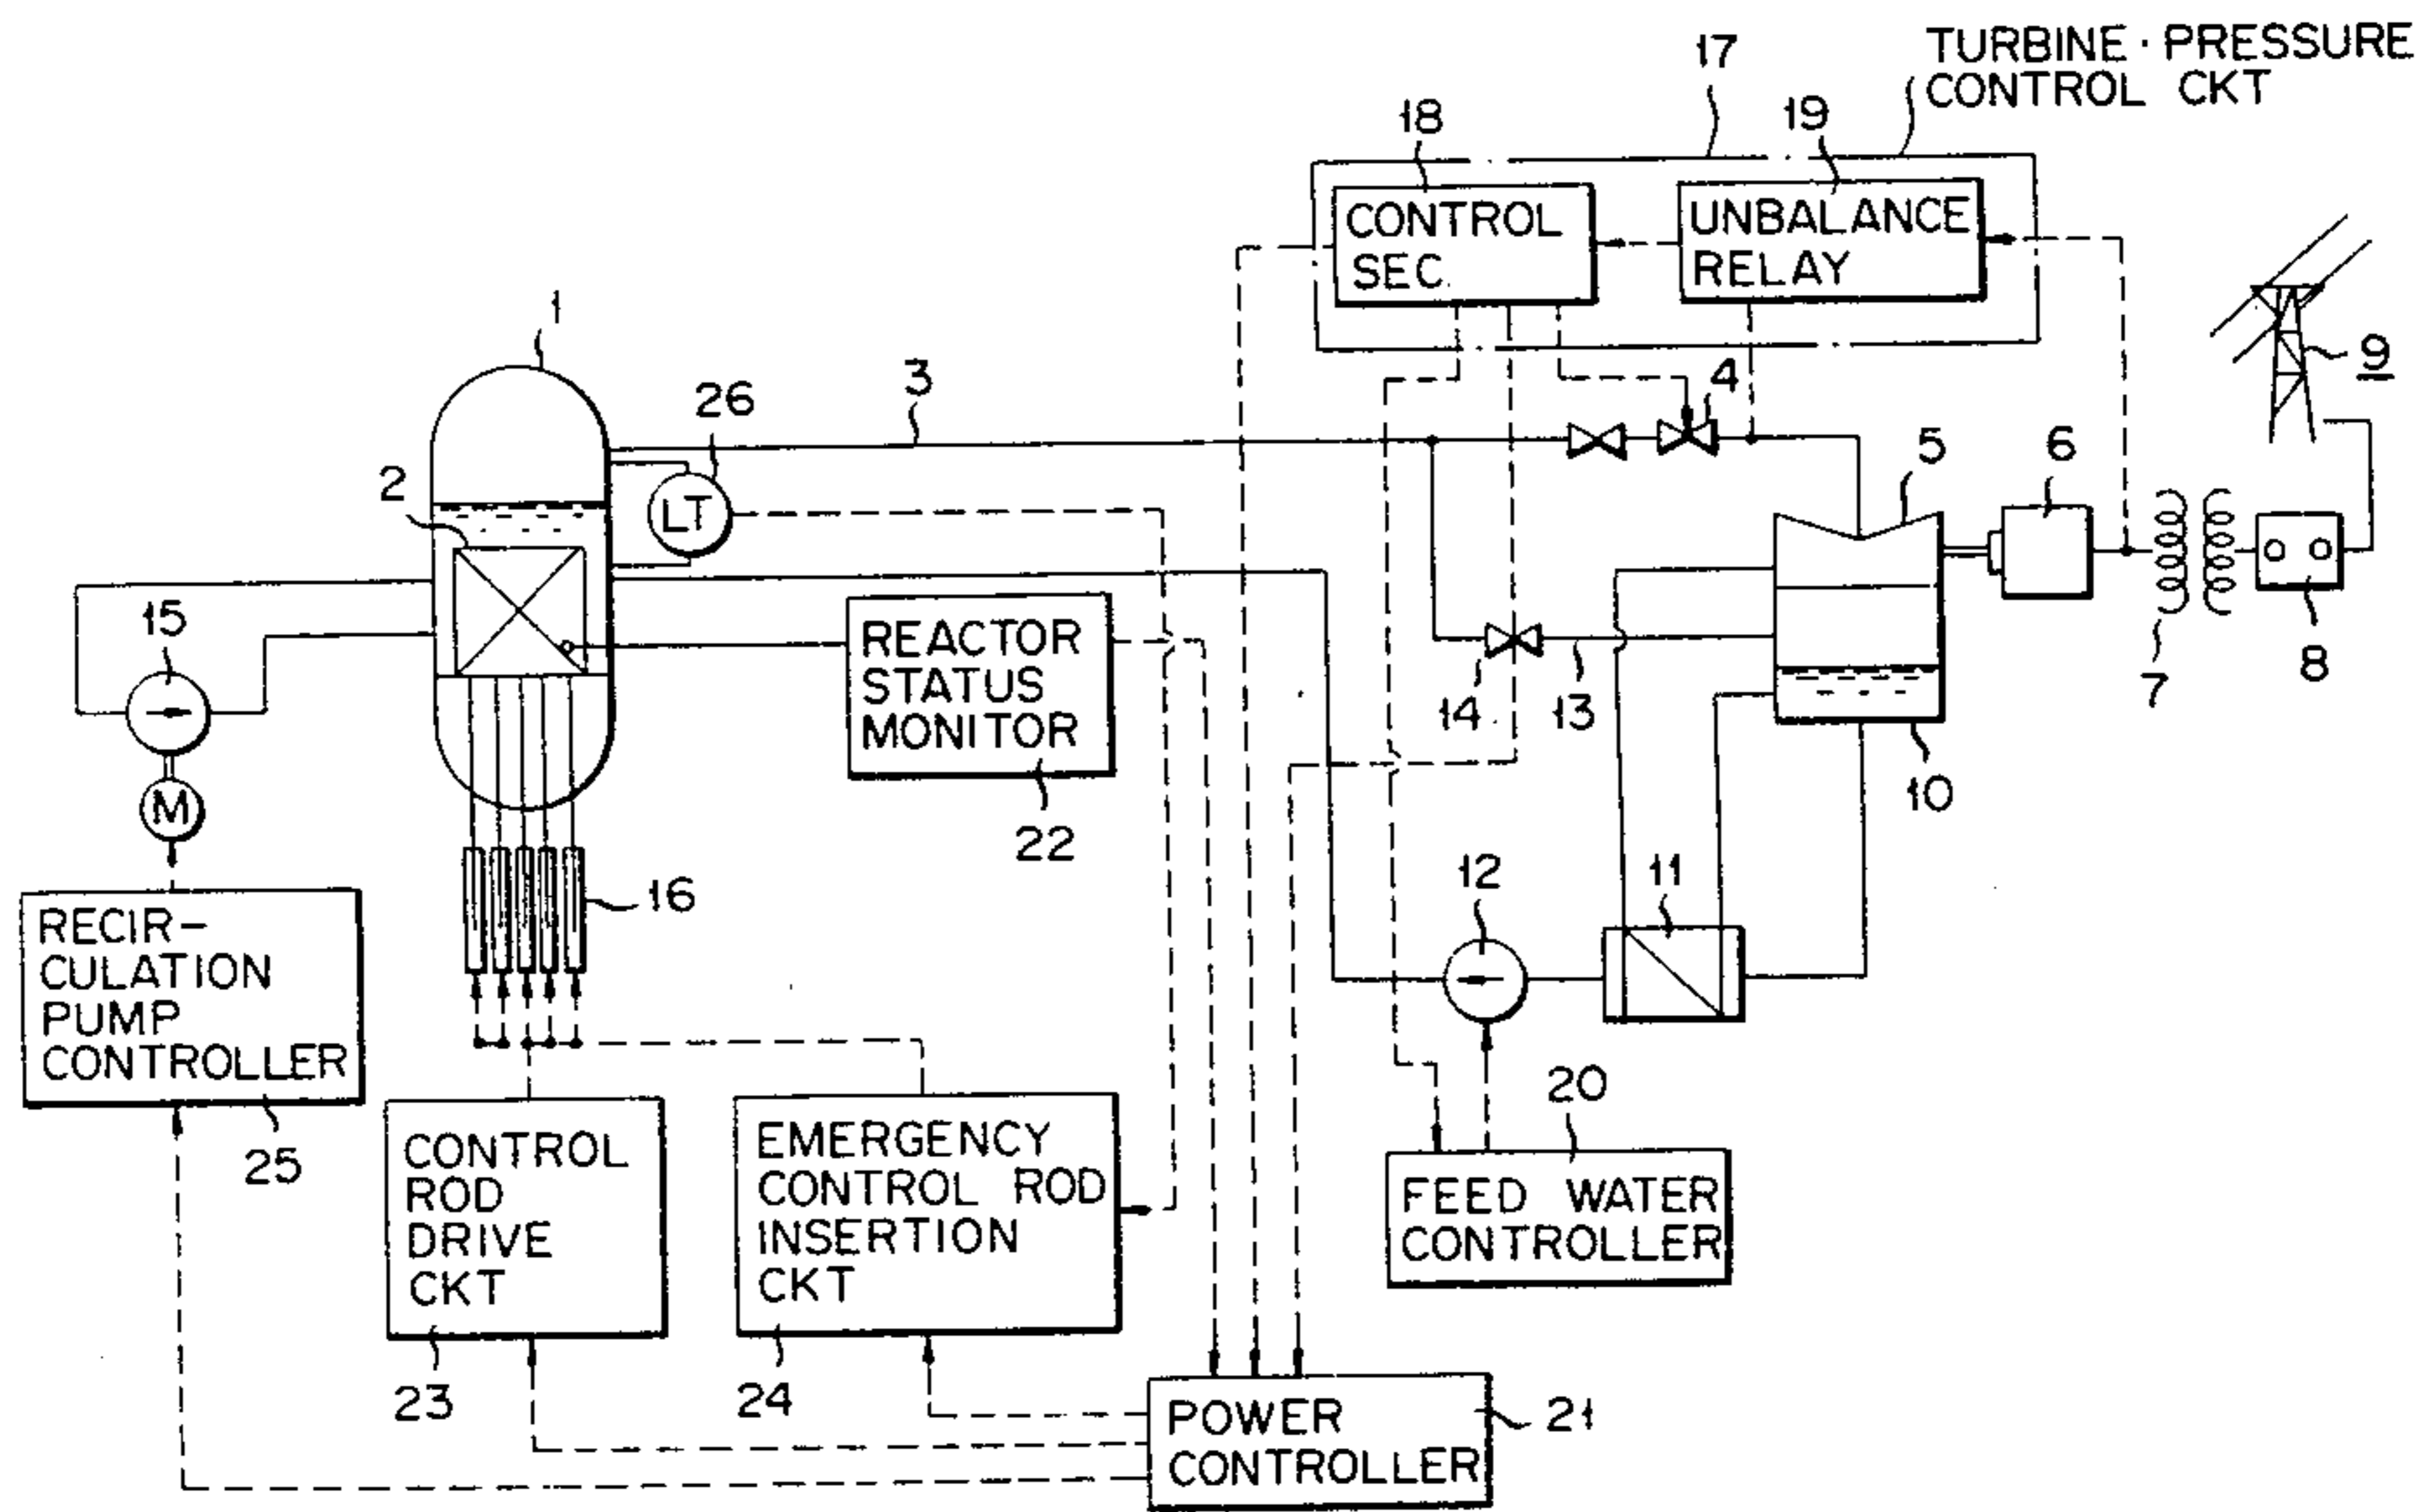 TURBINE · PRESSURE
CONTROL CKT
17
18
19
CONTROL
SEC.
UNBALANCE
RELAY
1
2
3
26
LT
4
5
6
9
7
8
15
M
REACTOR
STATUS
MONITOR
22
14
13
10
16
12
11
RECIR-
CULATION
PUMP
CONTROLLER
25
CONTROL
ROD
DRIVE
CKT
23
EMERGENCY
CONTROL ROD
INSERTION
CKT
24
20
FEED WATER
CONTROLLER
POWER
CONTROLLER
21